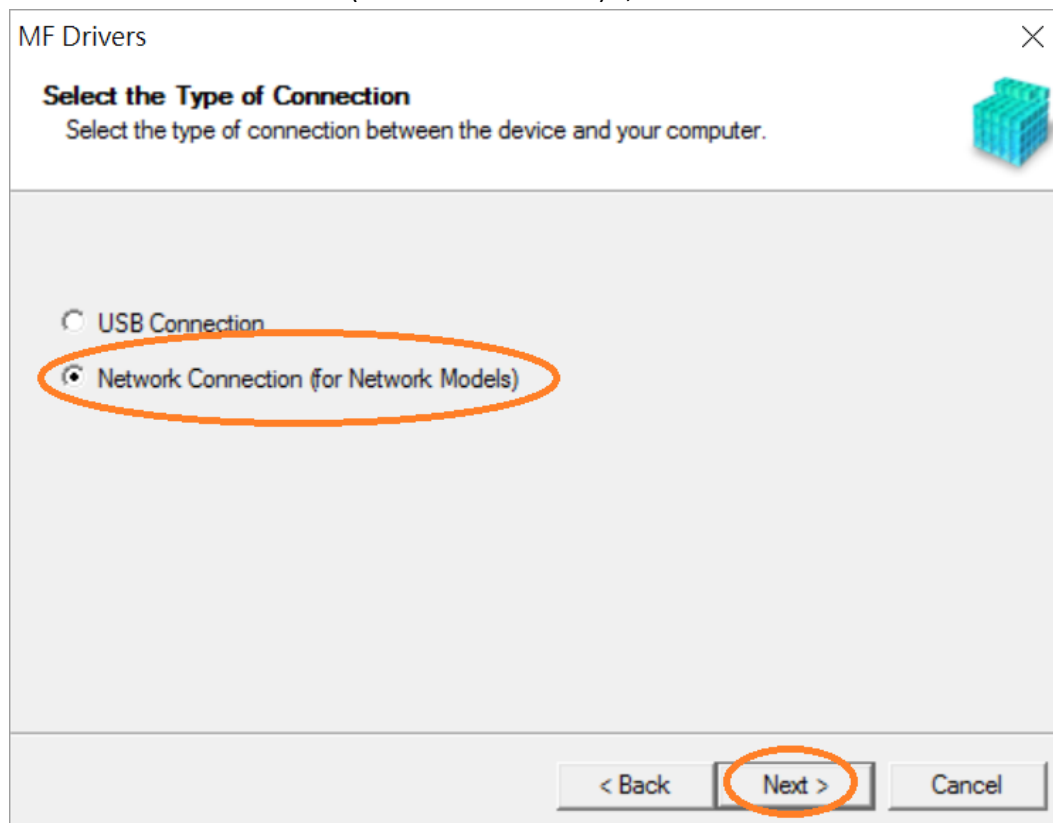 MF Drivers
Select the Type of Connection
Select the type of connection between the device and your computer.
USB Connection
Network Connection (for Network Models)
< Back Next > Cancel